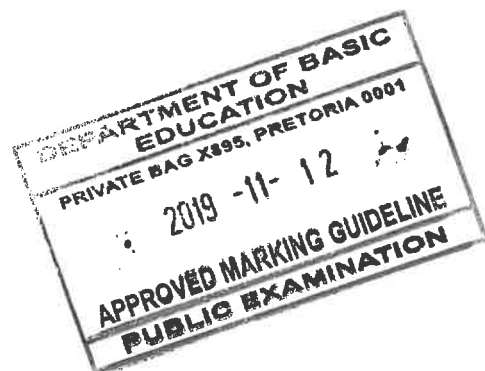 DEPARTMENT OF BASIC
EDUCATION
PRIVATE BAG X895, PRETORIA 0001
2019 -11- 12
APPROVED MARKING GUIDELINE
PUBLIC EXAMINATION